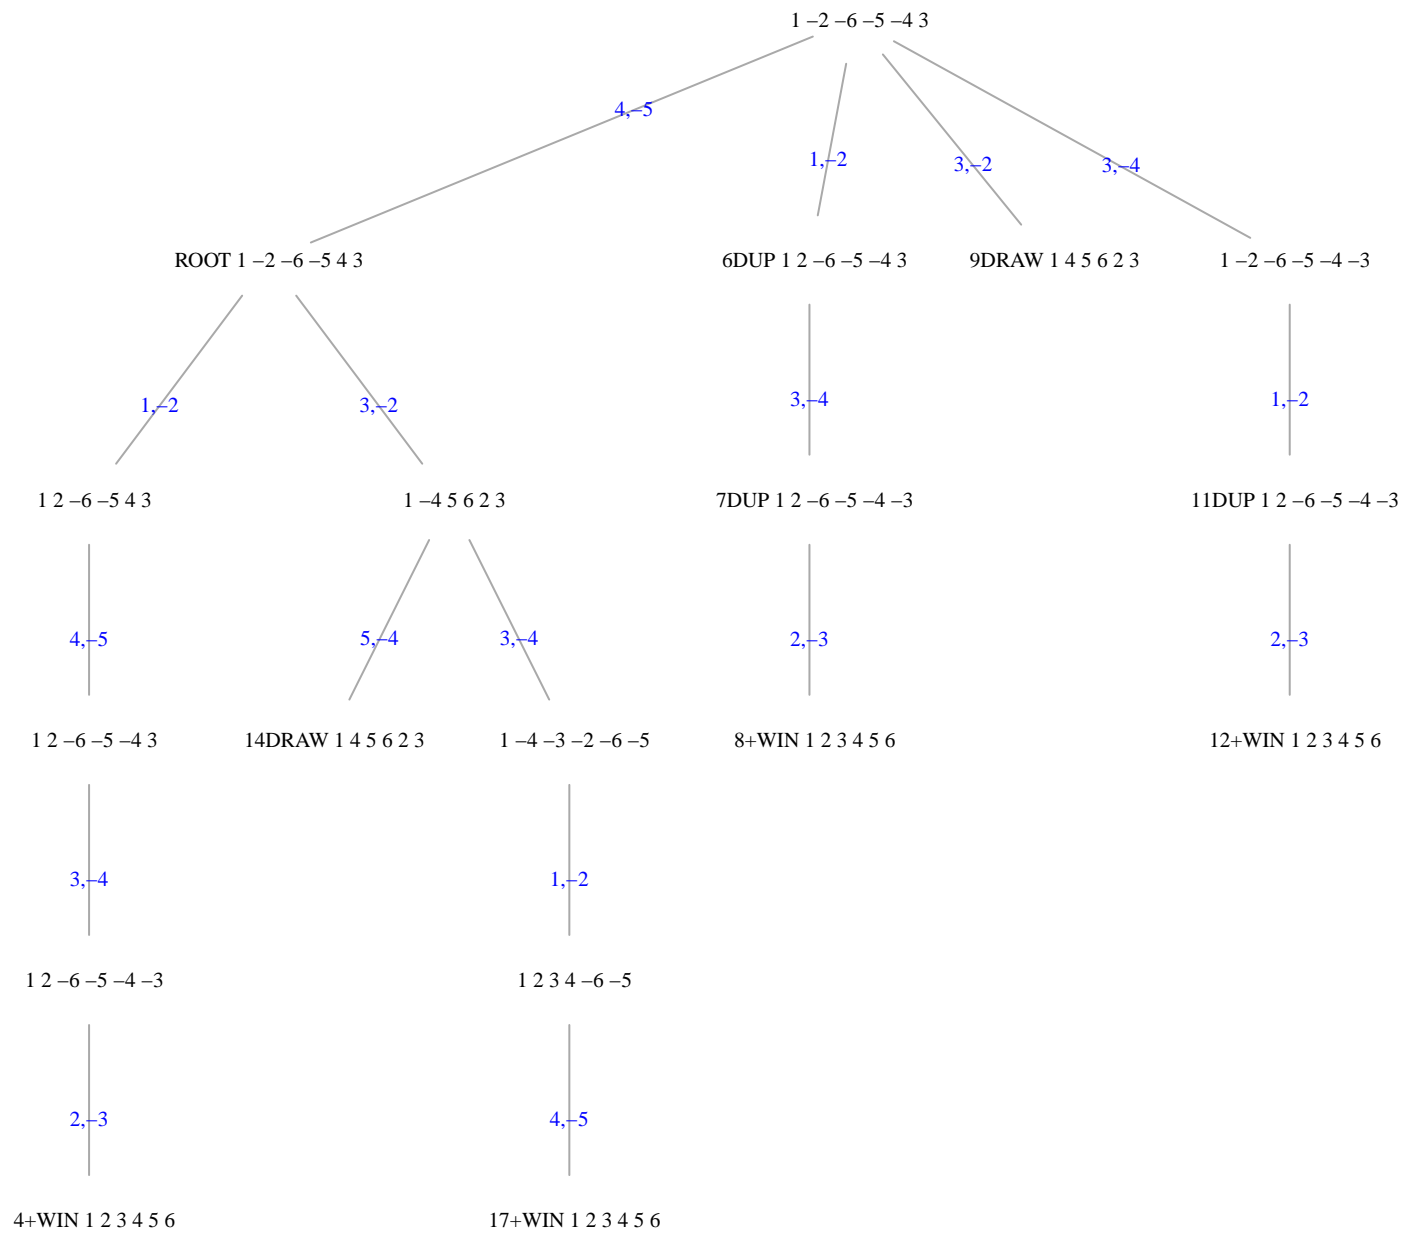 1 –2 –6 –5 –4 3
4,–5
1,–2
3,–2
3,–4
ROOT 1 –2 –6 –5 4 3
6DUP 1 2 –6 –5 –4 3
9DRAW 1 4 5 6 2 3
1 –2 –6 –5 –4 –3
1,–2
3,–2
3,–4
1,–2
1 2 –6 –5 4 3
1 –4 5 6 2 3
7DUP 1 2 –6 –5 –4 –3
11DUP 1 2 –6 –5 –4 –3
4,–5
5,–4
3,–4
2,–3
2,–3
1 2 –6 –5 –4 3
14DRAW 1 4 5 6 2 3
1 –4 –3 –2 –6 –5
8+WIN 1 2 3 4 5 6
12+WIN 1 2 3 4 5 6
3,–4
1,–2
1 2 –6 –5 –4 –3
1 2 3 4 –6 –5
2,–3
4,–5
4+WIN 1 2 3 4 5 6
17+WIN 1 2 3 4 5 6